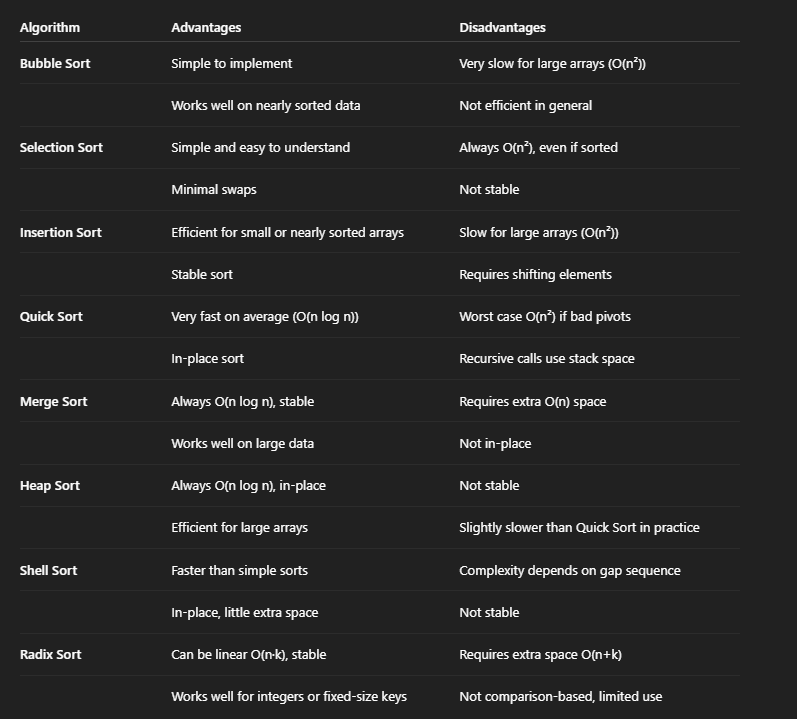 Algorithm Advantages Disadvantages
Bubble Sort Simple to implement Very slow for large arrays (O(n²))
Works well on nearly sorted data Not efficient in general
Selection Sort Simple and easy to understand Always O(n²), even if sorted
Minimal swaps Not stable
Insertion Sort Efficient for small or nearly sorted arrays Slow for large arrays (O(n²))
Stable sort Requires shifting elements
Quick Sort Very fast on average (O(n log n)) Worst case O(n²) if bad pivots
In-place sort Recursive calls use stack space
Merge Sort Always O(n log n), stable Requires extra O(n) space
Works well on large data Not in-place
Heap Sort Always O(n log n), in-place Not stable
Efficient for large arrays Slightly slower than Quick Sort in practice
Shell Sort Faster than simple sorts Complexity depends on gap sequence
In-place, little extra space Not stable
Radix Sort Can be linear O(n·k), stable Requires extra space O(n+k)
Works well for integers or fixed-size keys Not comparison-based, limited use